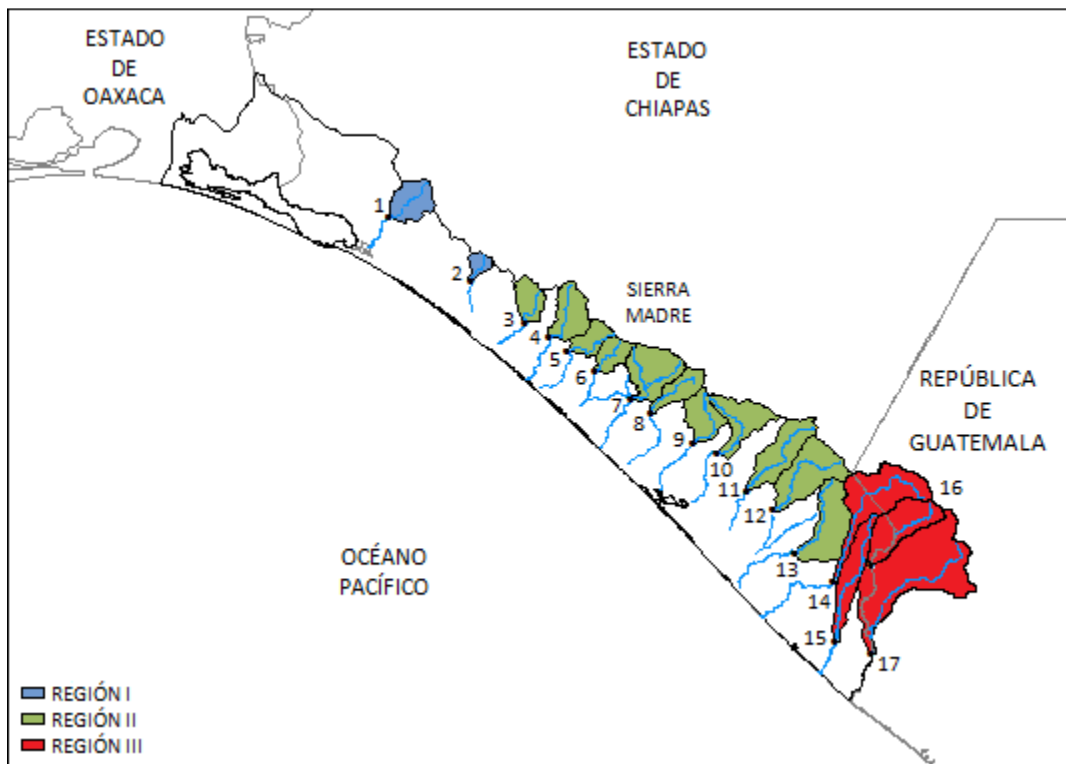 ESTADO
DE
OAXACA
ESTADO
DE
CHIAPAS
1
2
SIERRA
MADRE
3
4
5
6
7
8
9
10
11
12
13
14
15
16
17
REPÚBLICA
DE
GUATEMALA
OCÉANO
PACÍFICO
REGIÓN I
REGIÓN II
REGIÓN III